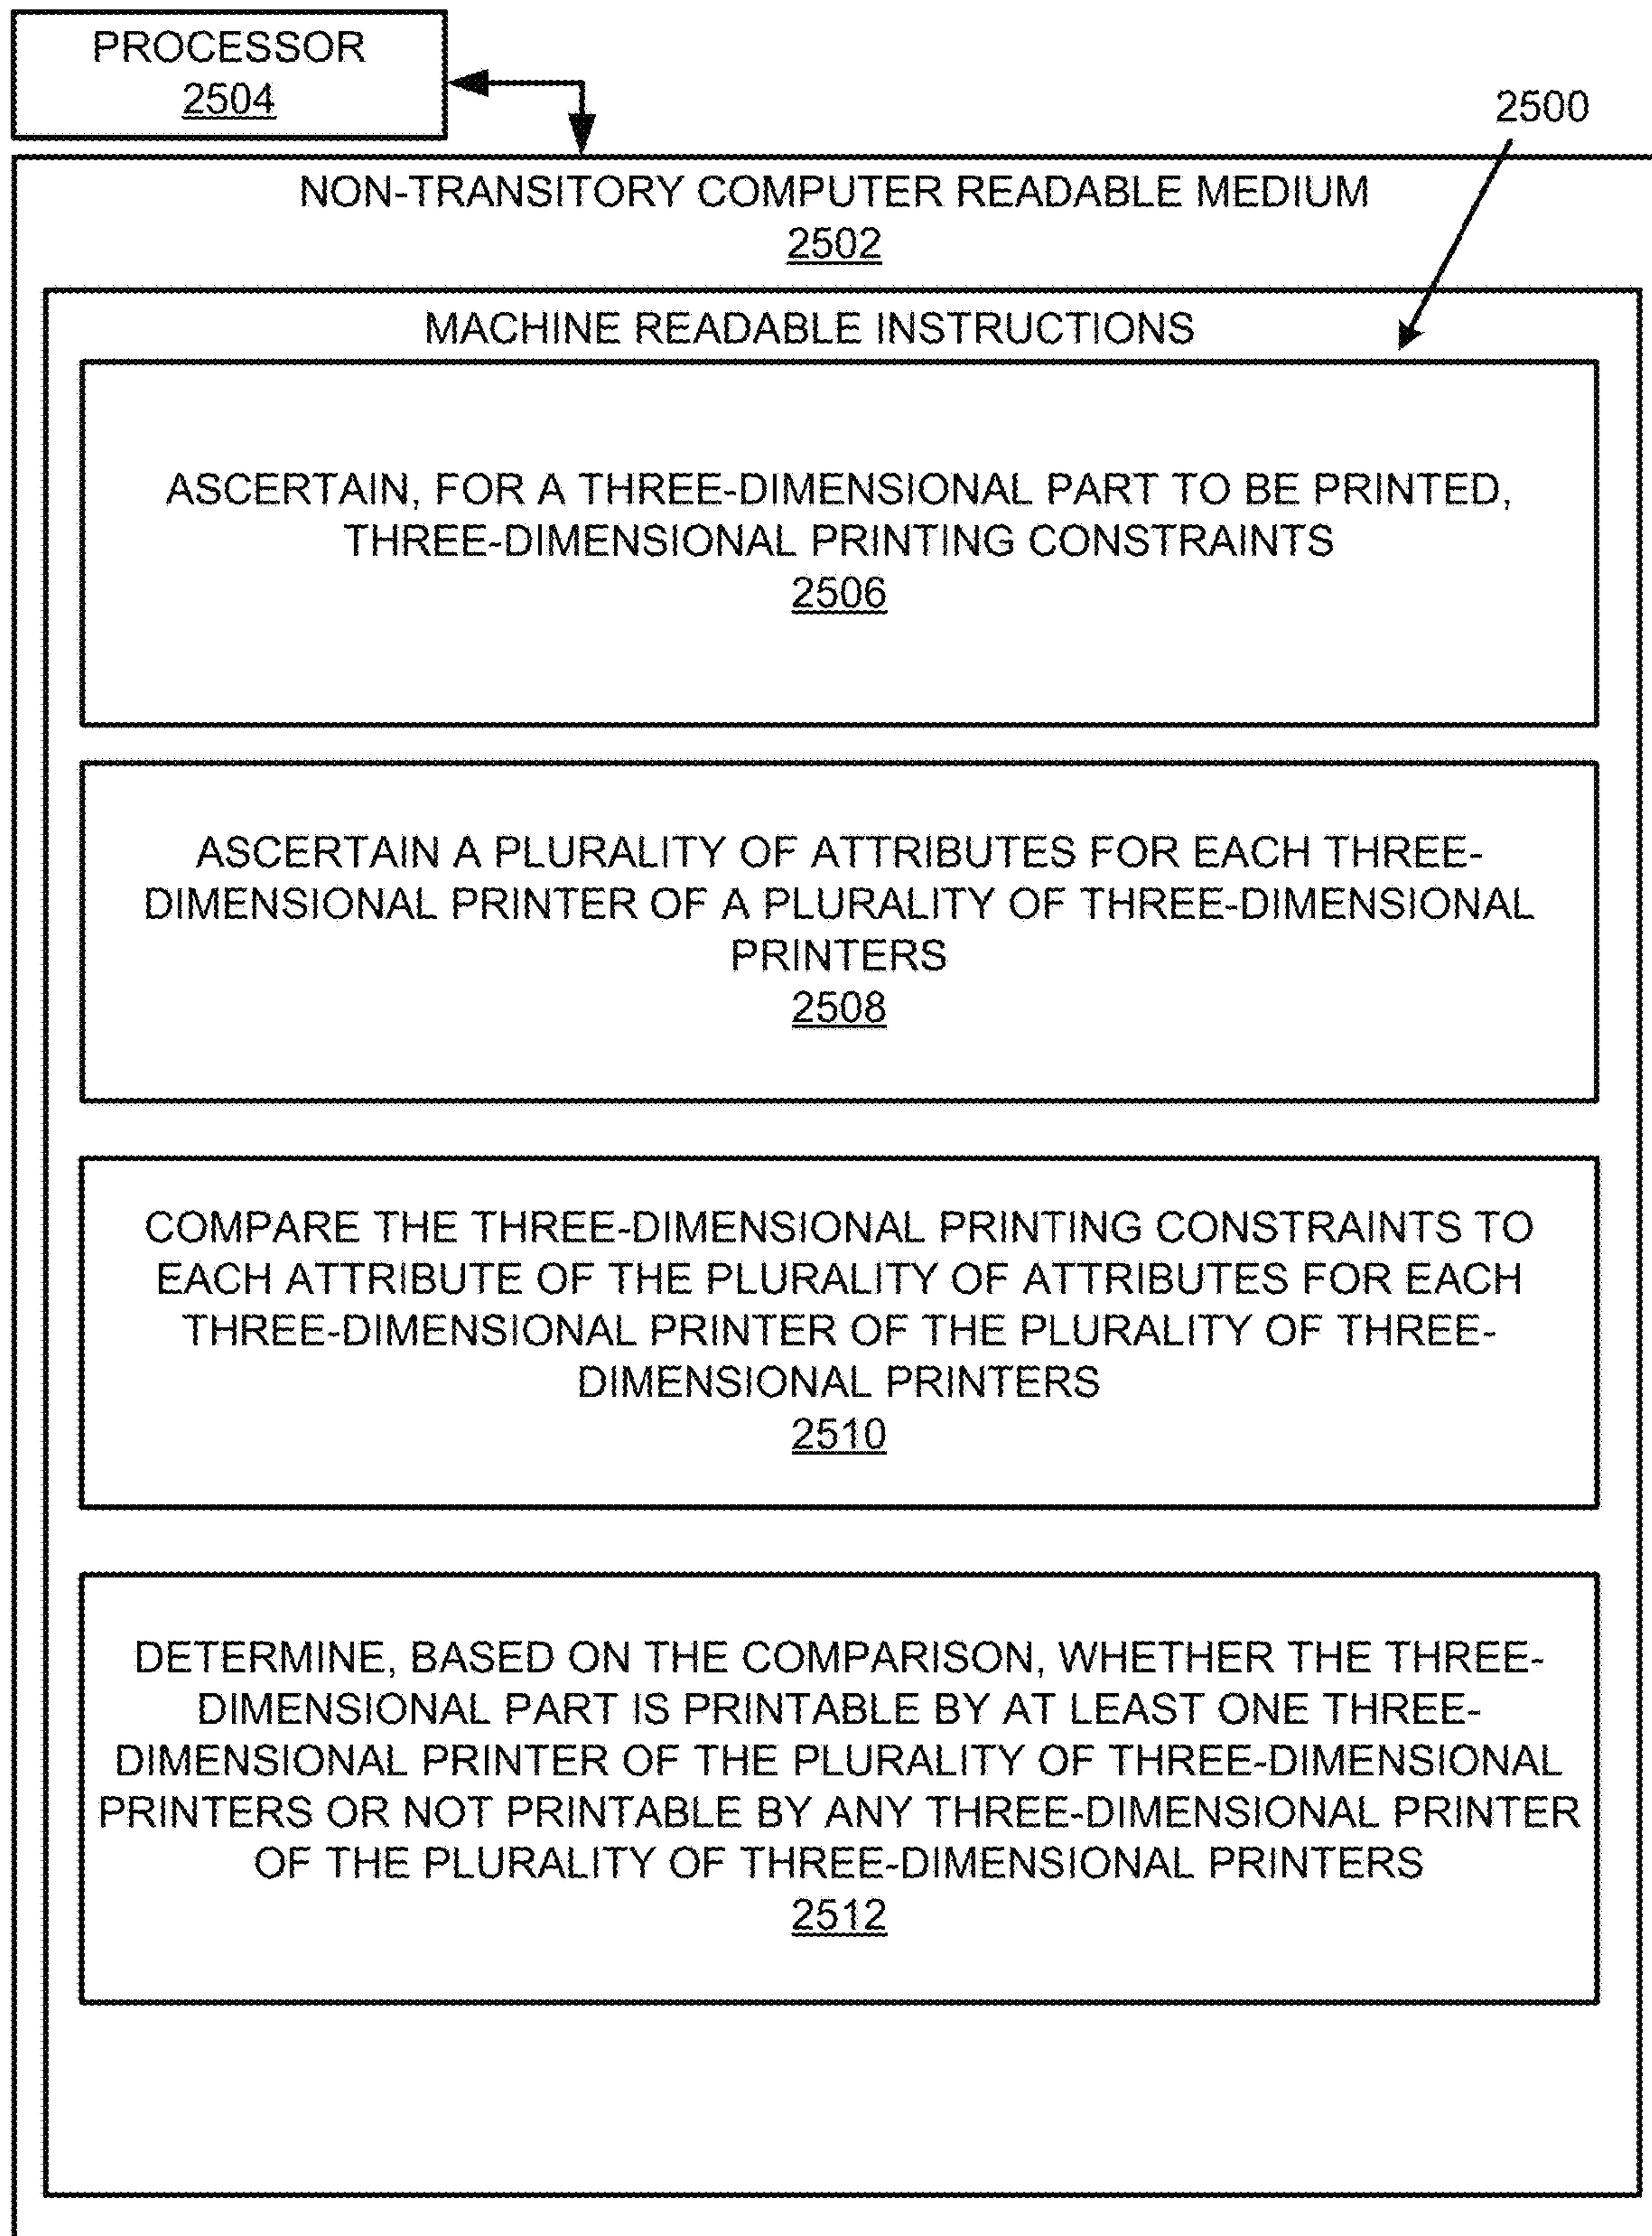 PROCESSOR
2504
2500
NON-TRANSITORY COMPUTER READABLE MEDIUM
2502
MACHINE READABLE INSTRUCTIONS
ASCERTAIN, FOR A THREE-DIMENSIONAL PART TO BE PRINTED,
THREE-DIMENSIONAL PRINTING CONSTRAINTS
2506
ASCERTAIN A PLURALITY OF ATTRIBUTES FOR EACH THREE-
DIMENSIONAL PRINTER OF A PLURALITY OF THREE-DIMENSIONAL
PRINTERS
2508
COMPARE THE THREE-DIMENSIONAL PRINTING CONSTRAINTS TO
EACH ATTRIBUTE OF THE PLURALITY OF ATTRIBUTES FOR EACH
THREE-DIMENSIONAL PRINTER OF THE PLURALITY OF THREE-
DIMENSIONAL PRINTERS
2510
DETERMINE, BASED ON THE COMPARISON, WHETHER THE THREE-
DIMENSIONAL PART IS PRINTABLE BY AT LEAST ONE THREE-
DIMENSIONAL PRINTER OF THE PLURALITY OF THREE-DIMENSIONAL
PRINTERS OR NOT PRINTABLE BY ANY THREE-DIMENSIONAL PRINTER
OF THE PLURALITY OF THREE-DIMENSIONAL PRINTERS
2512